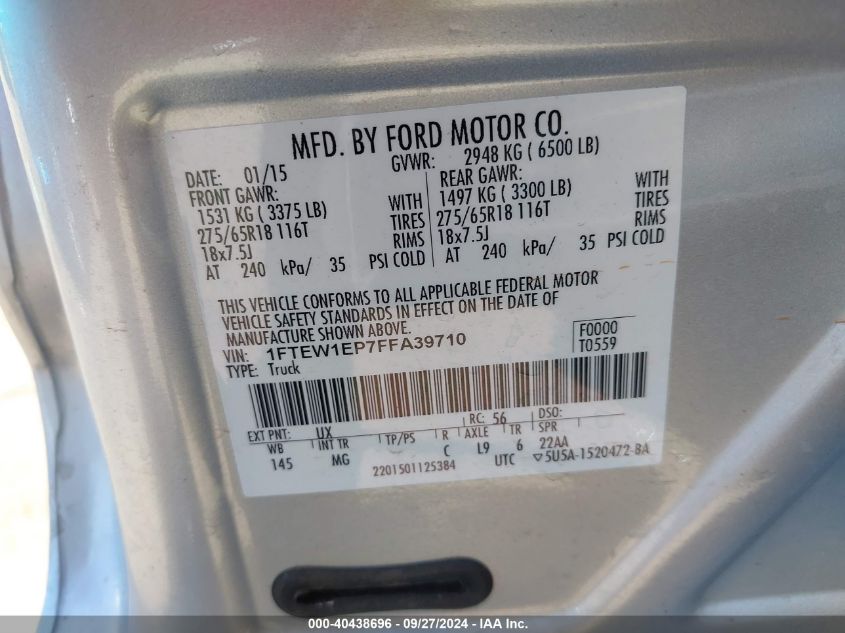 MFD. BY FORD MOTOR CO.
DATE: 01/15 GVWR: 2948 KG ( 6500 LB)
FRONT GAWR: REAR GAWR:
1531 KG ( 3375 LB) WITH 1497 KG ( 3300 LB) WITH
275/65R18 116T TIRES 275/65R18 116T TIRES
18x7.5J RIMS 18x7.5J RIMS
AT 240 kPa/ 35 PSI COLD AT 240 kPa/ 35 PSI COLD
THIS VEHICLE CONFORMS TO ALL APPLICABLE FEDERAL MOTOR
VEHICLE SAFETY STANDARDS IN EFFECT ON THE DATE OF
MANUFACTURE SHOWN ABOVE.
VIN: 1FTEW1EP7FFA39710 F0000
TYPE: Truck T0559
EXT PNT: UX RC: 56 DSO:
WB INT TR TP/PS R AXLE TR SPR
145 MG C L9 6 22AA
2201501125384 UTC ▽5U5A-1520472-BA
000-40438696 - 09/27/2024 - IAA Inc.